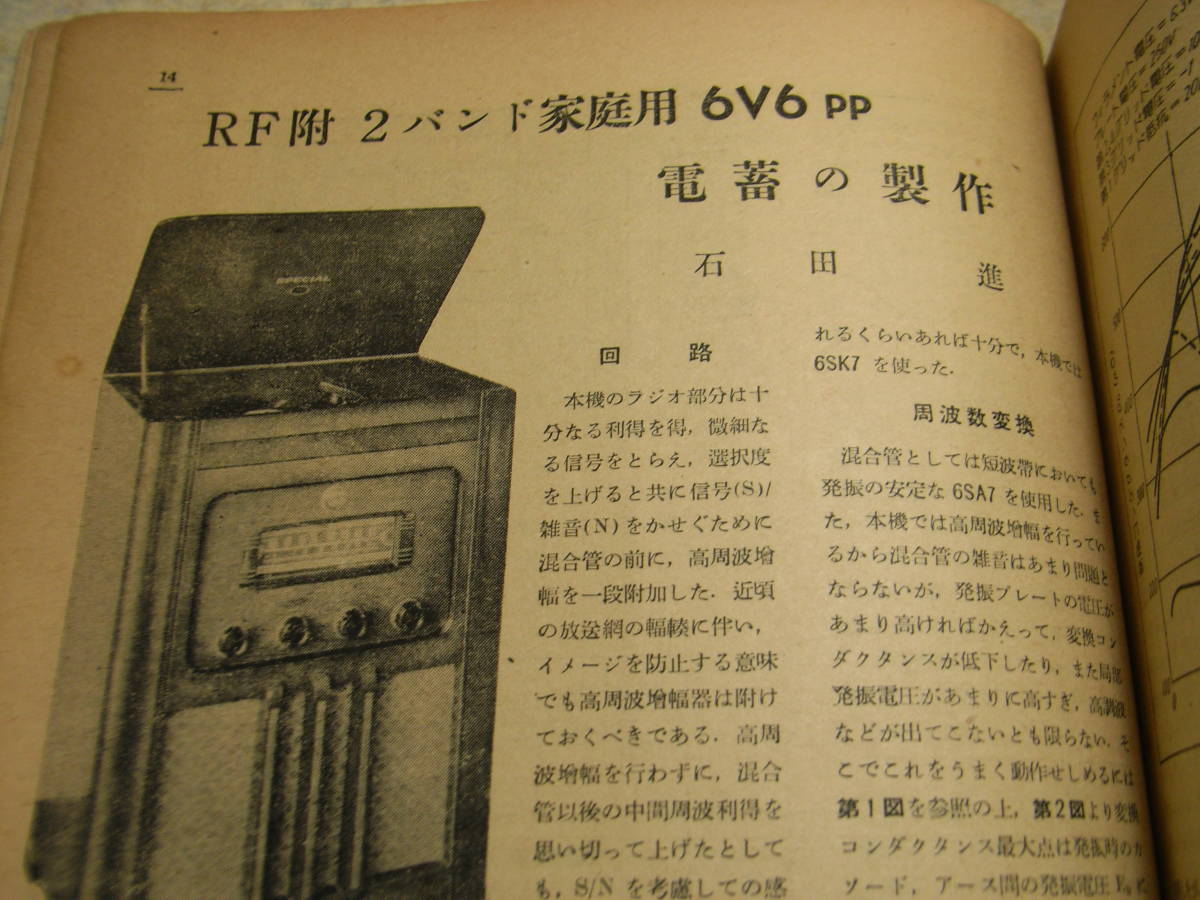 14
RF附 2バンド家庭用 6V6 PP
電蓄の製作
石田 進
SPECIAL
回路
本機のラジオ部分は十
分なる利得を得，微細な
る信号をとらえ，選択度
を上げると共に信号(S)/
雑音(N)をかせぐために
混合管の前に，高周波増
幅を一段附加した．近頃
の放送網の輻輳に伴い，
イメージを防止する意味
でも高周波増幅器は附け
ておくべきである．高周
波増幅を行わずに，混合
管以後の中間周波利得を
思い切って上げたとして
も，S/Nを考慮しての感
れるくらいあれば十分で，本機では
6SK7 を使った．
周波数変換
混合管としては短波帯においても
発振の安定な 6SA7 を使用した．ま
た，本機では高周波増幅を行ってい
るから混合管の雑音はあまり問題と
ならないが，発振プレートの電圧が
あまり高ければかえって，変換コン
ダクタンスが低下したり，また局部
発振電圧があまりに高すぎ，高調波
などが出てこないとも限らない．そ
こでこれをうまく動作せしめるには
第1図を参照の上，第2図より変換
コンダクタンス最大点は発振時のカ
ソード，アース間の発振電圧